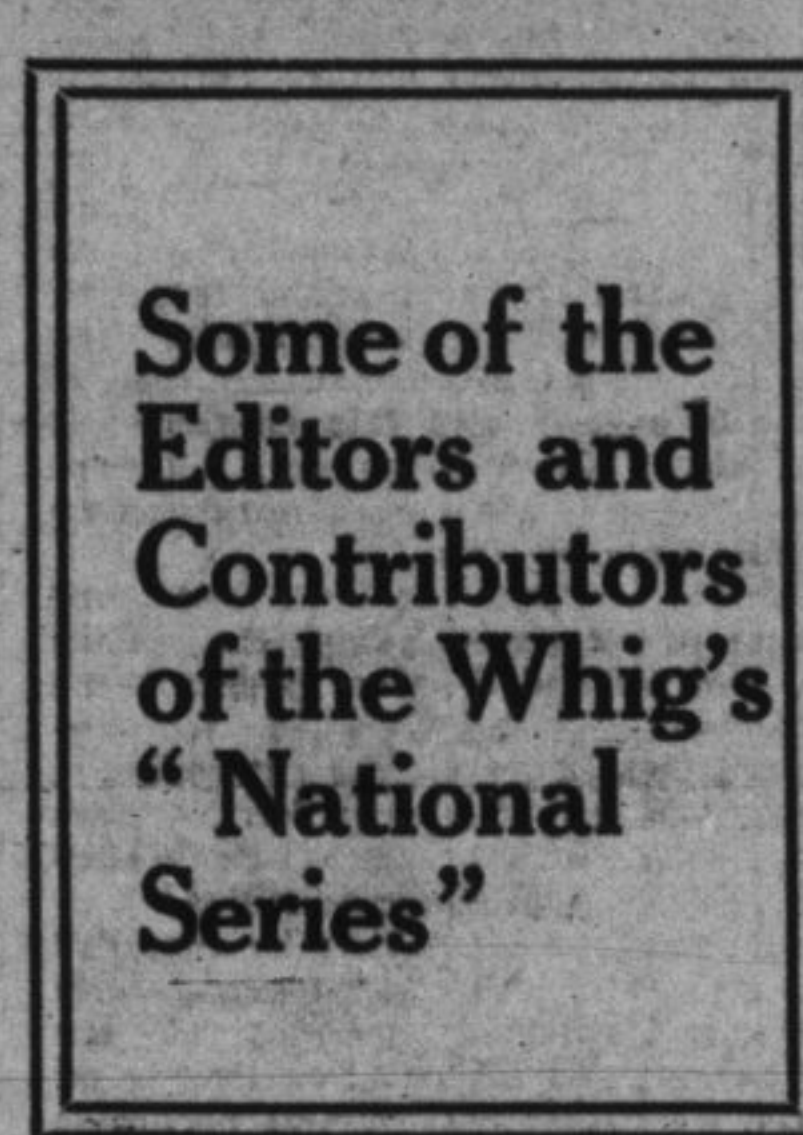 Some of the
Editors and
Contributors
of the Whig's
“ National
Series”